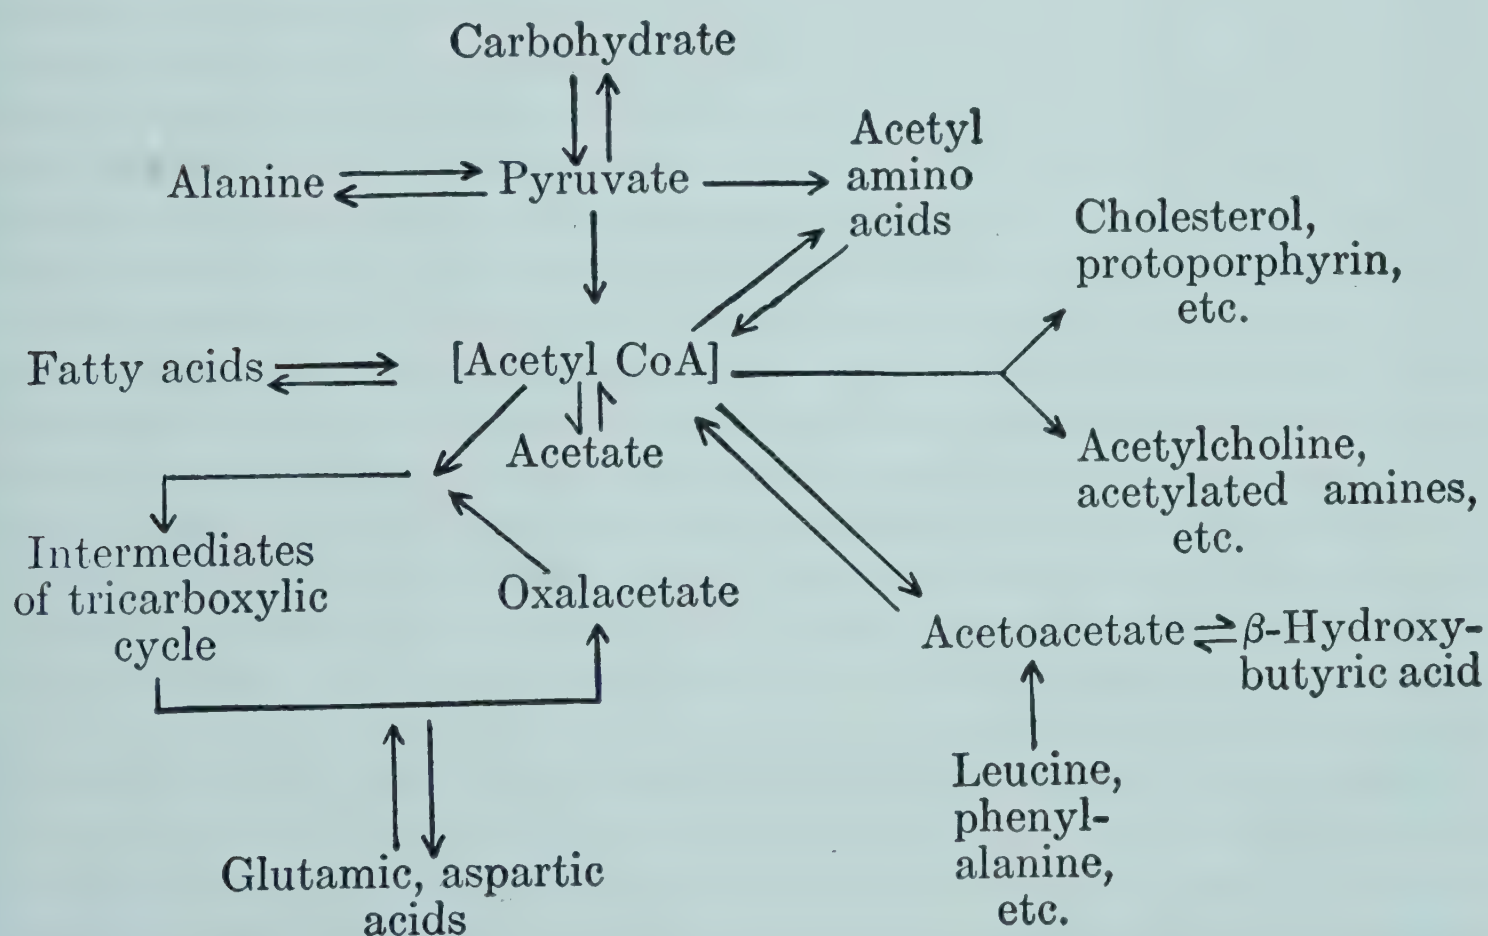 Carbohydrate
Acetyl
amino
acids
Alanine
Pyruvate
Cholesterol,
protoporphyrin,
etc.
Fatty acids
[Acetyl CoA]
Acetate
Acetylcholine,
acetylated amines,
etc.
Intermediates
of tricarboxylic
cycle
Oxalacetate
Acetoacetate
β-Hydroxy-
butyric acid
Leucine,
phenyl-
alanine,
etc.
Glutamic, aspartic
acids